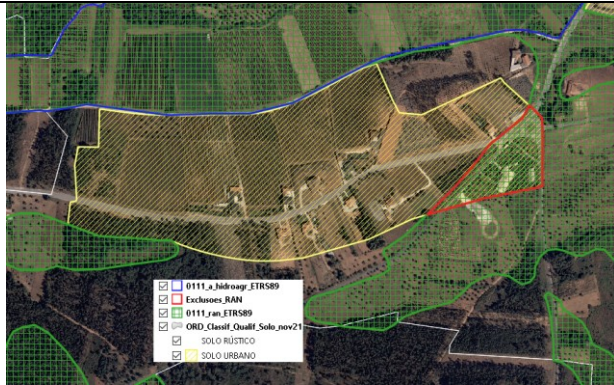 0111_a_hidroagr_ETRS89
Exclusoes_RAN
0111_ran_ETRS89
ORD_Classif_Qualif_Solo_nov21
SOLO RÚSTICO
SOLO URBANO